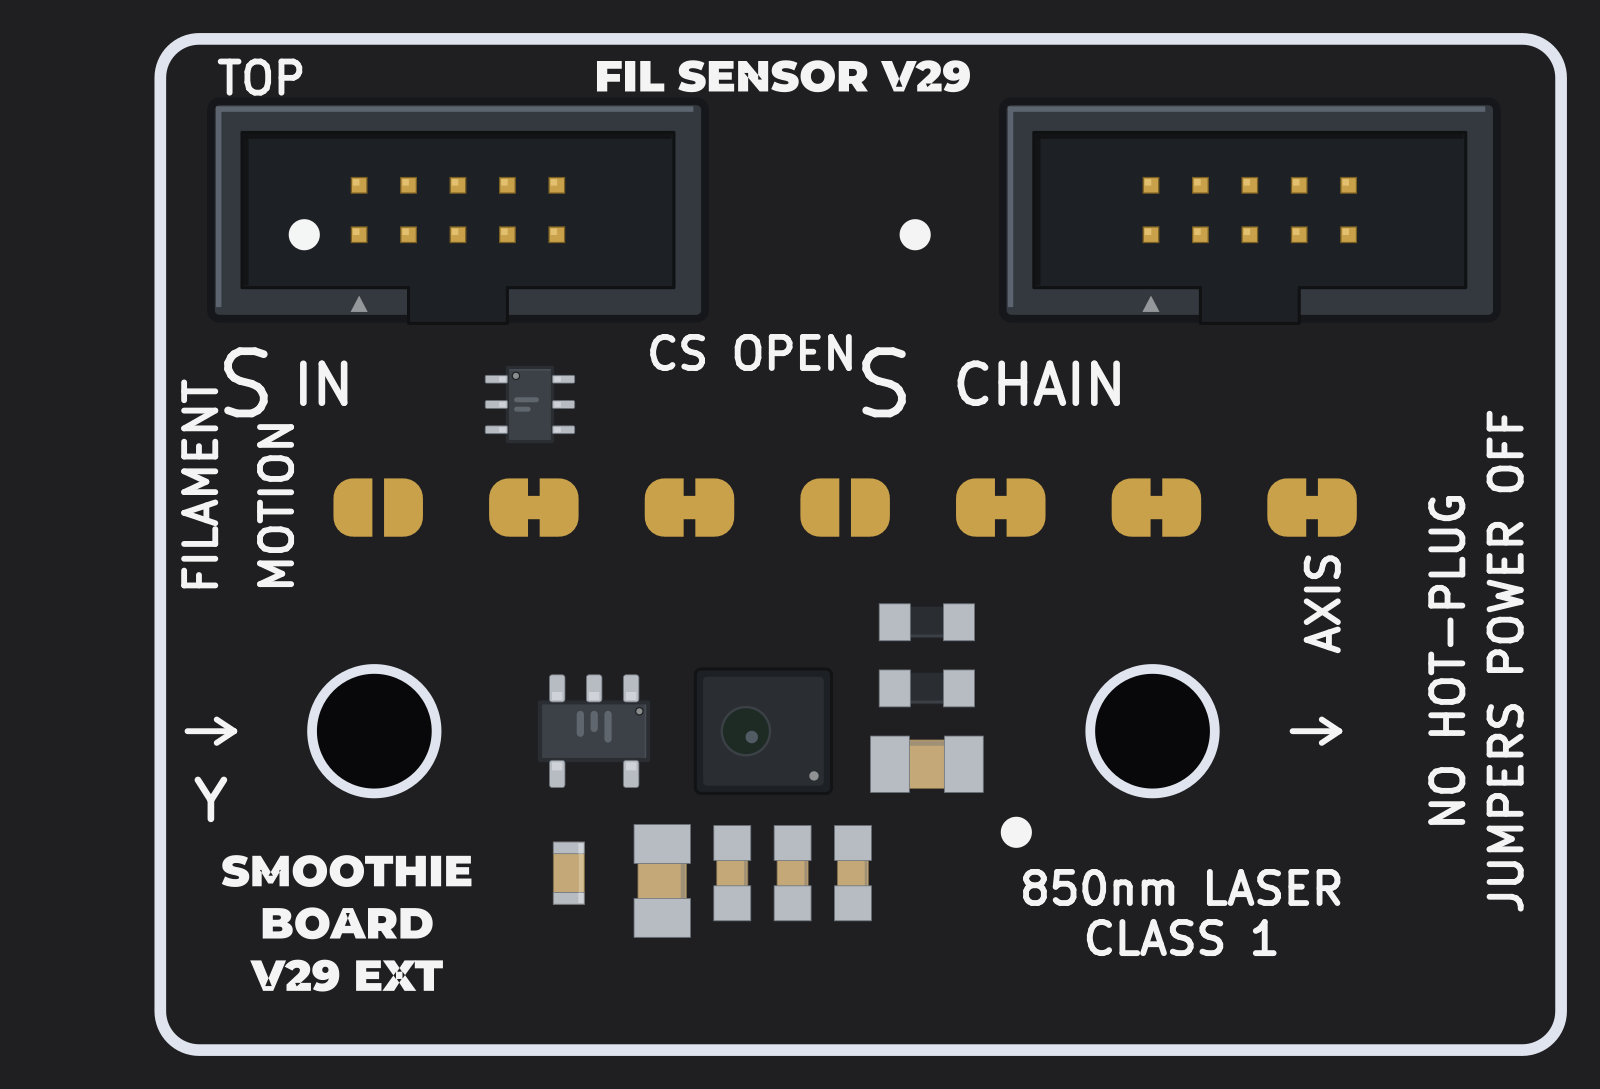 TOP
FIL SENSOR V29
CS OPEN
S IN
S CHAIN
FILAMENT
MOTION
AXIS
NO HOT-PLUG
JUMPERS POWER OFF
→
→
Y
SMOOTHIE
BOARD
V29 EXT
850nm LASER
CLASS 1